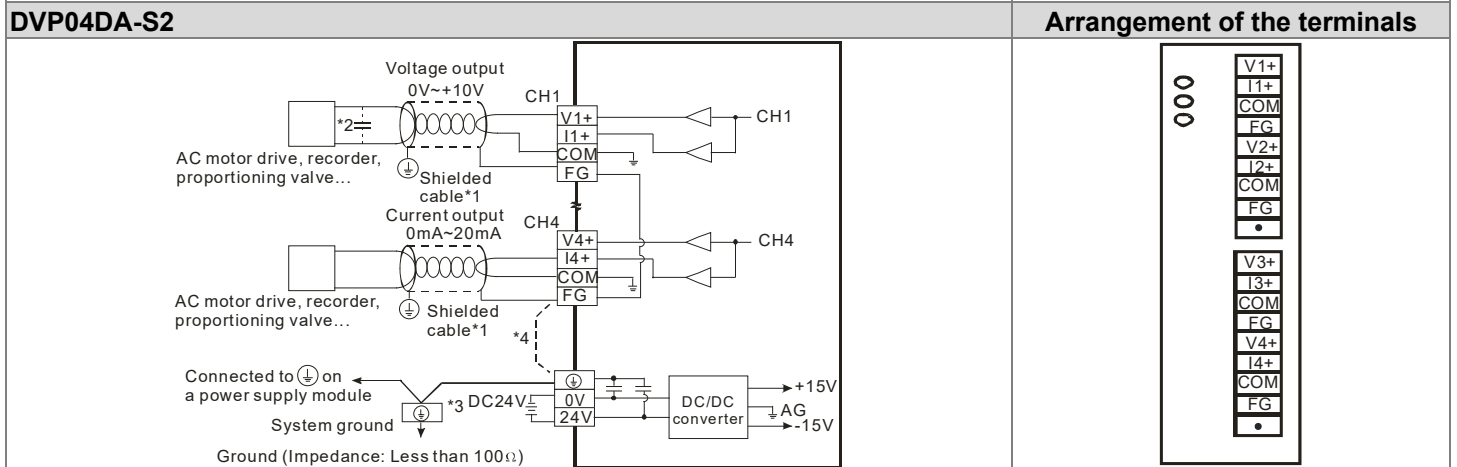 DVP04DA-S2
Arrangement of the terminals
Voltage output
0V~+10V
CH1
*2
V1+
I1+
COM
FG
CH1
AC motor drive, recorder,
proportioning valve...
Shielded
cable*1
Current output
0mA~20mA
CH4
V4+
I4+
COM
FG
CH4
AC motor drive, recorder,
proportioning valve...
Shielded
cable*1
*4
Connected to ⏚ on
a power supply module
System ground
*3
DC24V
0V
24V
DC/DC
converter
+15V
AG
-15V
Ground (Impedance: Less than 100Ω)
V1+
I1+
COM
FG
V2+
I2+
COM
FG
•
V3+
I3+
COM
FG
V4+
I4+
COM
FG
•